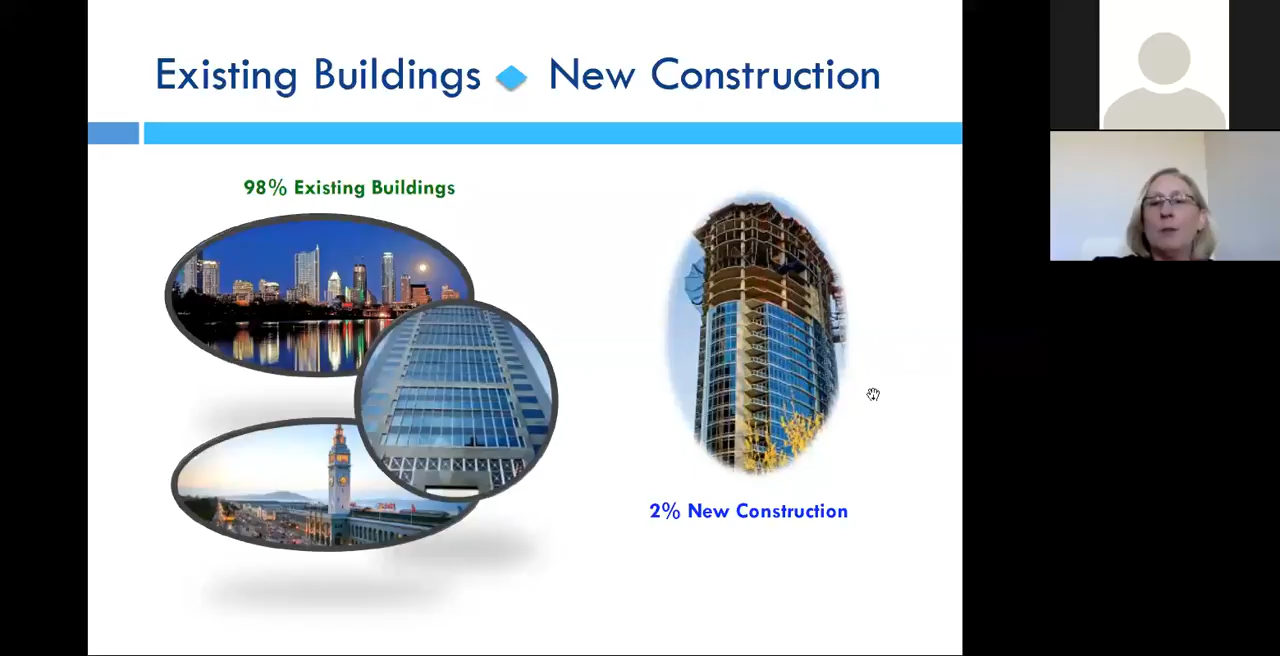 Existing Buildings ◆ New Construction
98% Existing Buildings
2% New Construction